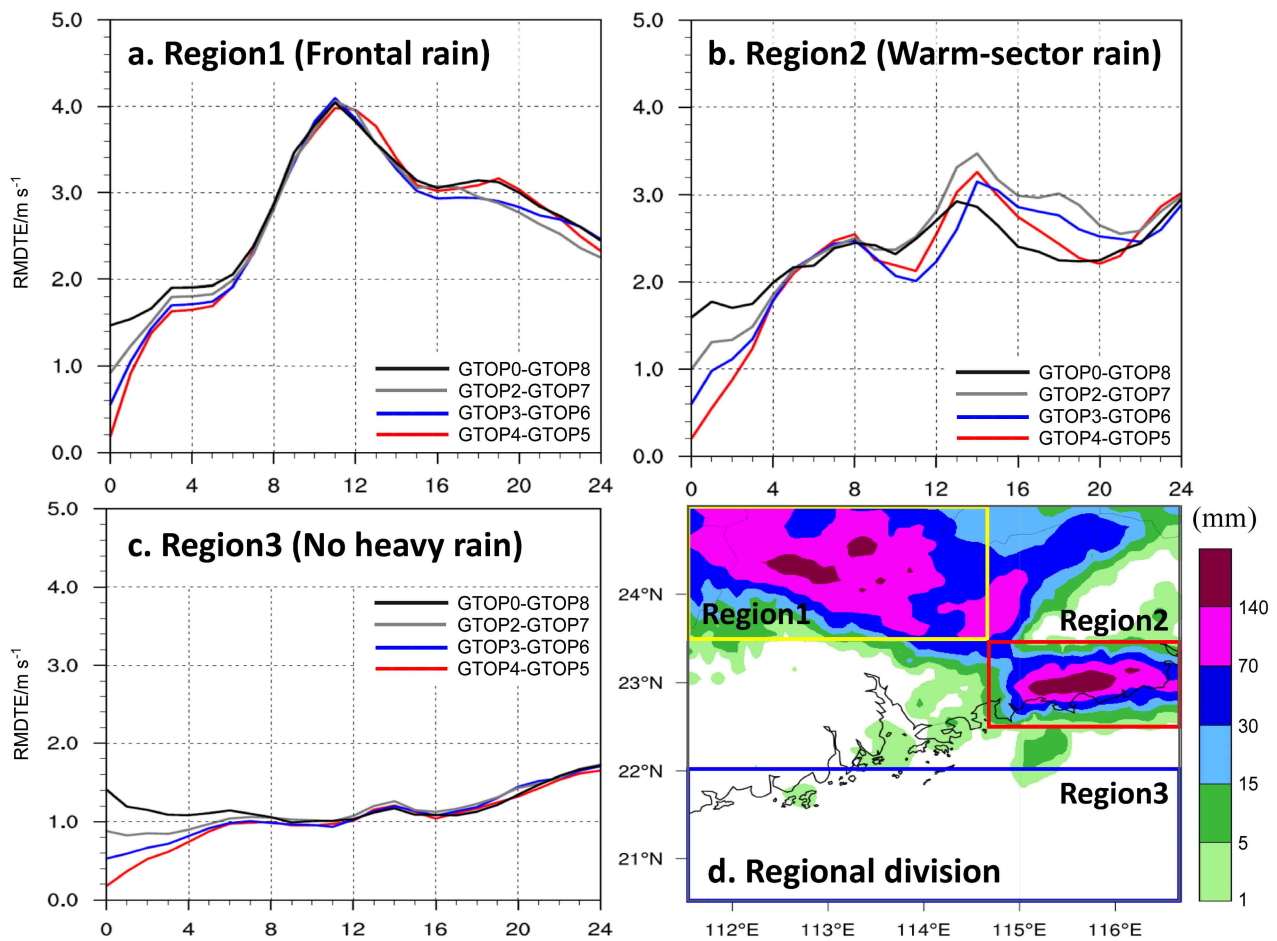 a. Region1 (Frontal rain)
5.0
4.0
3.0
2.0
1.0
0.0
RMDTE/m s⁻¹
GTOP0-GTOP8
GTOP2-GTOP7
GTOP3-GTOP6
GTOP4-GTOP5
0 4 8 12 16 20 24
b. Region2 (Warm-sector rain)
5.0
4.0
3.0
2.0
1.0
0.0
GTOP0-GTOP8
GTOP2-GTOP7
GTOP3-GTOP6
GTOP4-GTOP5
0 4 8 12 16 20 24
c. Region3 (No heavy rain)
5.0
4.0
3.0
2.0
1.0
0.0
RMDTE/m s⁻¹
GTOP0-GTOP8
GTOP2-GTOP7
GTOP3-GTOP6
GTOP4-GTOP5
0 4 8 12 16 20 24
24°N
23°N
22°N
21°N
Region1
Region2
Region3
d. Regional division
112°E 113°E 114°E 115°E 116°E
(mm)
140
70
30
15
5
1